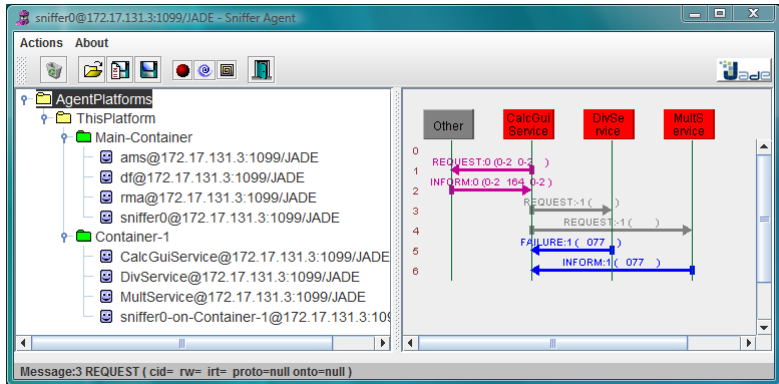 sniffer0@172.17.131.3:1099/JADE - Sniffer Agent
Actions About
Jade
AgentPlatforms
ThisPlatform
Main-Container
ams@172.17.131.3:1099/JADE
df@172.17.131.3:1099/JADE
rma@172.17.131.3:1099/JADE
sniffer0@172.17.131.3:1099/JADE
Container-1
CalcGuiService@172.17.131.3:1099/JADE
DivService@172.17.131.3:1099/JADE
MultService@172.17.131.3:1099/JADE
sniffer0-on-Container-1@172.17.131.3:109
Other
CalcGui
Service
DivSe
rvice
MultS
ervice
0
REQUEST:0 (0-2 0-2 )
1
INFORM:0 (0-2 164 0-2 )
2
REQUEST:-1 ( )
3
REQUEST:-1 ( )
4
FAILURE:1 ( 077 )
5
INFORM:1 ( 077 )
6
Message:3 REQUEST ( cid= rw= irt= proto=null onto=null )